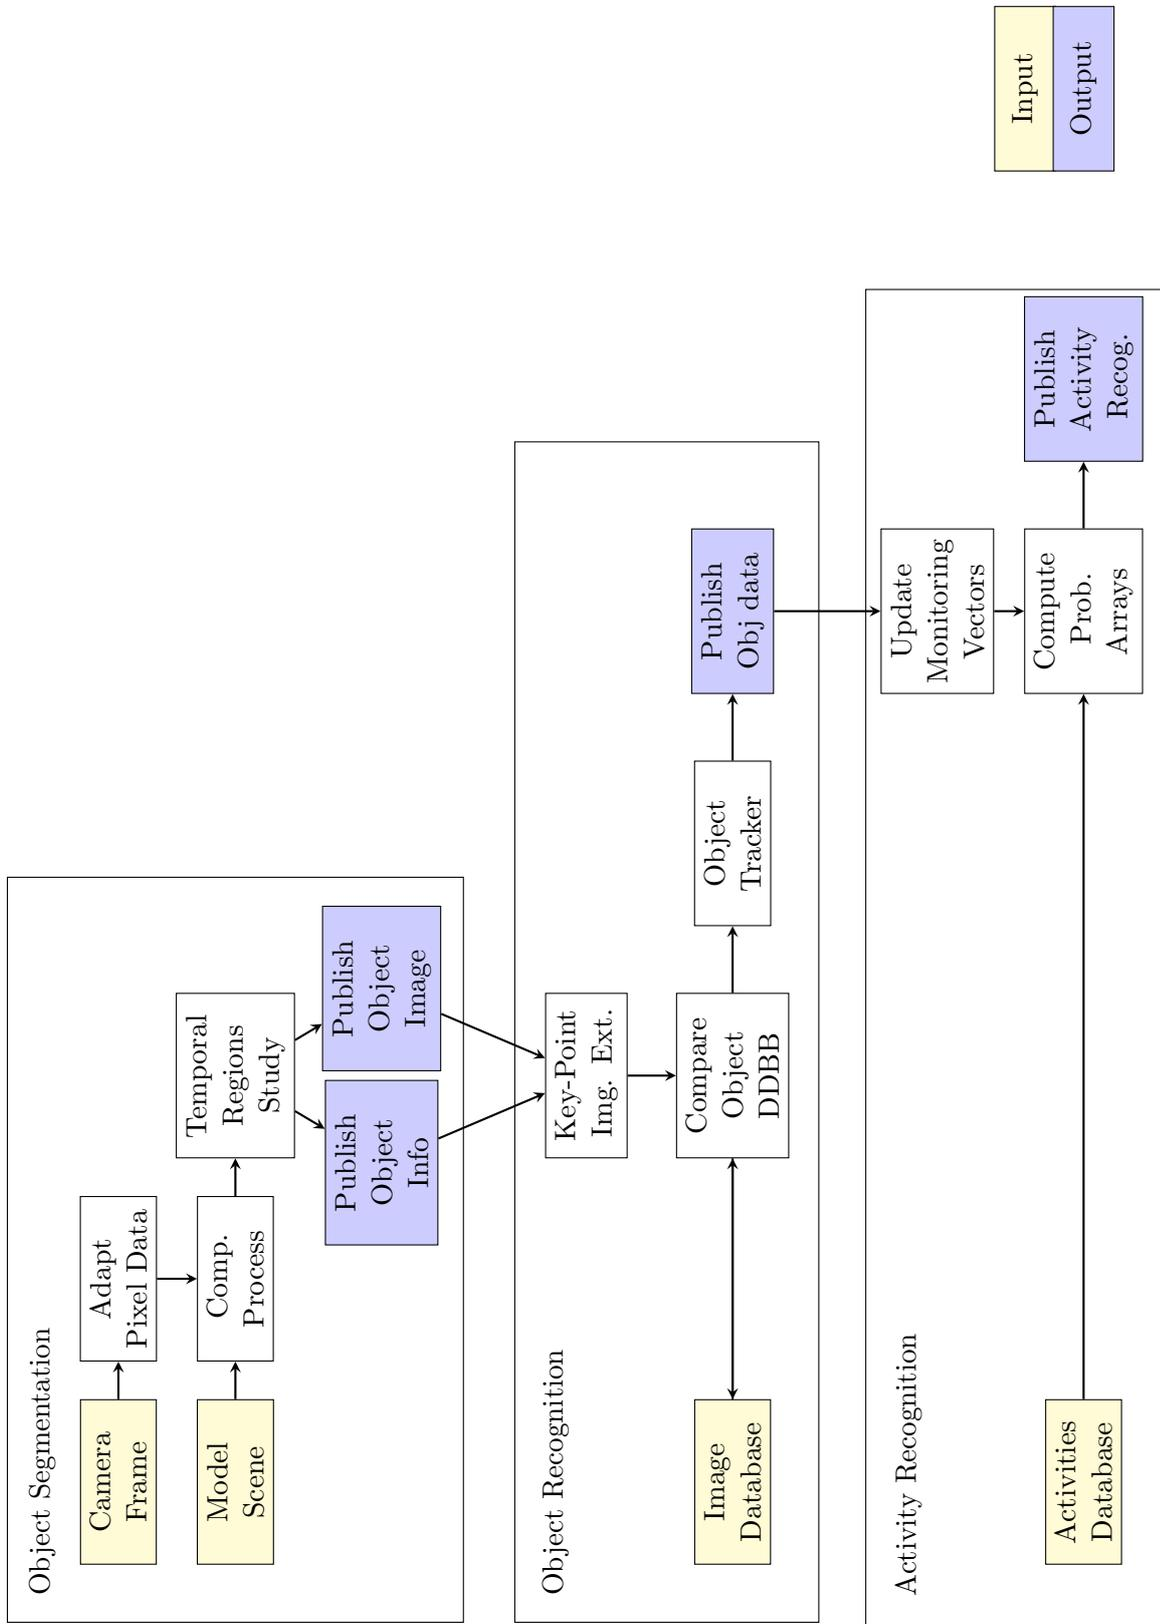 Object Segmentation
Camera
Frame
Adapt
Pixel Data
Model
Scene
Comp.
Process
Temporal
Regions
Study
Publish
Object
Info
Publish
Object
Image
Object Recognition
Key-Point
Img. Ext.
Image
Database
Compare
Object
DDBB
Object
Tracker
Publish
Obj data
Activity Recognition
Update
Monitoring
Vectors
Activities
Database
Compute
Prob.
Arrays
Publish
Activity
Recog.
Input
Output